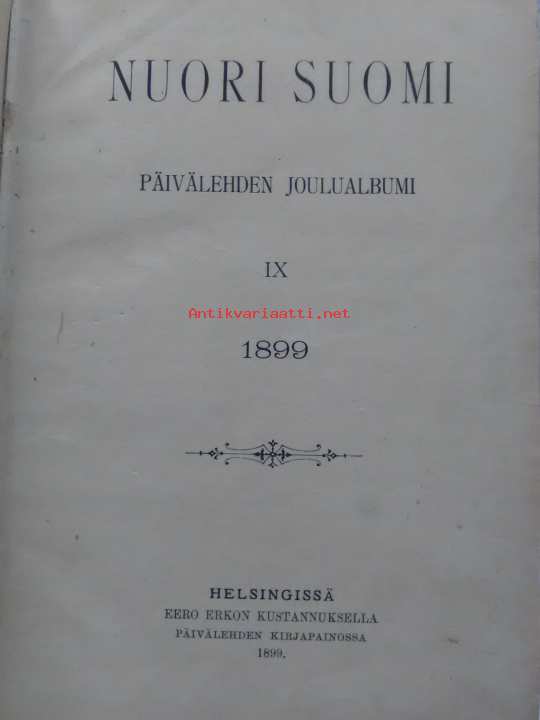 NUORI SUOMI
PÄIVÄLEHDEN JOULUALBUMI
IX
Antikvariaatti.net
1899
HELSINGISSÄ
EERO ERKON KUSTANNUKSELLA
PÄIVÄLEHDEN KIRJAPAINOSSA
1899.